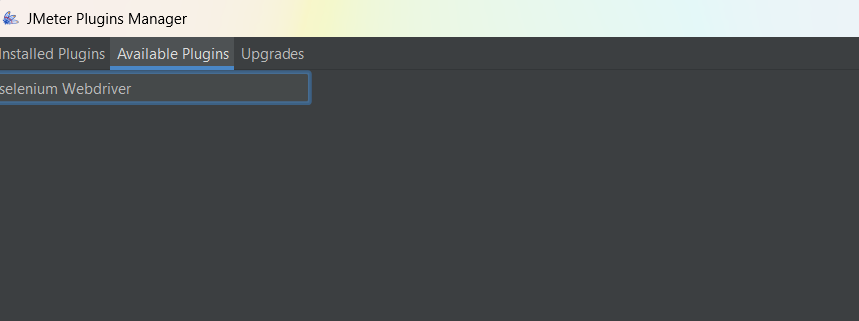 JMeter Plugins Manager
Installed Plugins Available Plugins Upgrades
selenium Webdriver